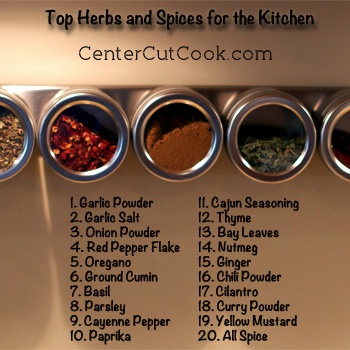 Top Herbs and Spices for the Kitchen
CenterCutCook.com
1. Garlic Powder
2. Garlic Salt
3. Onion Powder
4. Red Pepper Flake
5. Oregano
6. Ground Cumin
7. Basil
8. Parsley
9. Cayenne Pepper
10. Paprika
11. Cajun Seasoning
12. Thyme
13. Bay Leaves
14. Nutmeg
15. Ginger
16. Chili Powder
17. Cilantro
18. Curry Powder
19. Yellow Mustard
20. All Spice